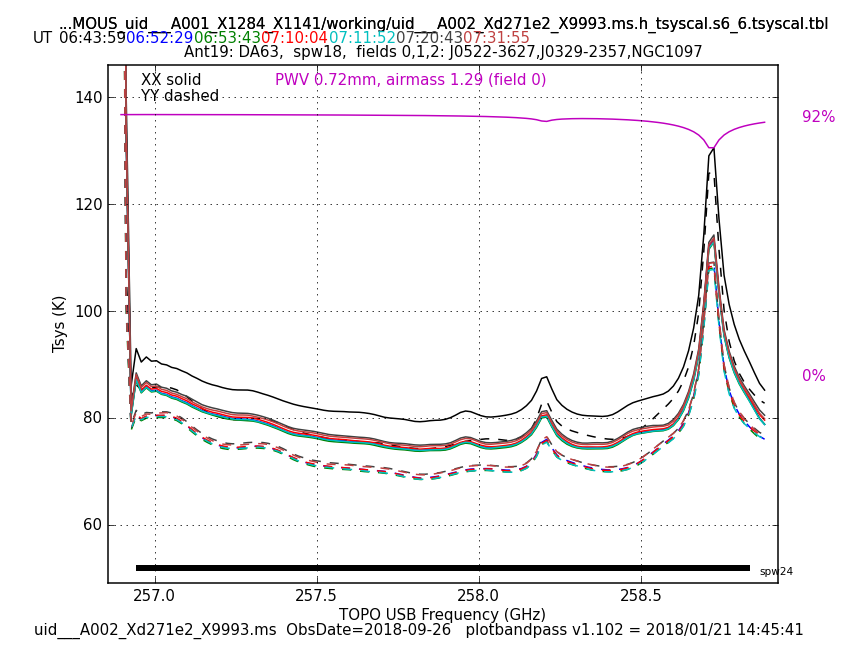 ...MOUS_uid___A001_X1284_X1141/working/uid___A002_Xd271e2_X9993.ms.h_tsyscal.s6_6.tsyscal.tbl
UT 06:43:59 06:52:29 06:53:43 07:10:04 07:11:52 07:20:43 07:31:55
Ant19: DA63, spw18, fields 0,1,2: J0522-3627,J0329-2357,NGC1097
XX solid
YY dashed
PWV 0.72mm, airmass 1.29 (field 0)
92%
0%
140
120
100
80
60
Tsys (K)
spw24
257.0 257.5 258.0 258.5
TOPO USB Frequency (GHz)
uid___A002_Xd271e2_X9993.ms ObsDate=2018-09-26 plotbandpass v1.102 = 2018/01/21 14:45:41